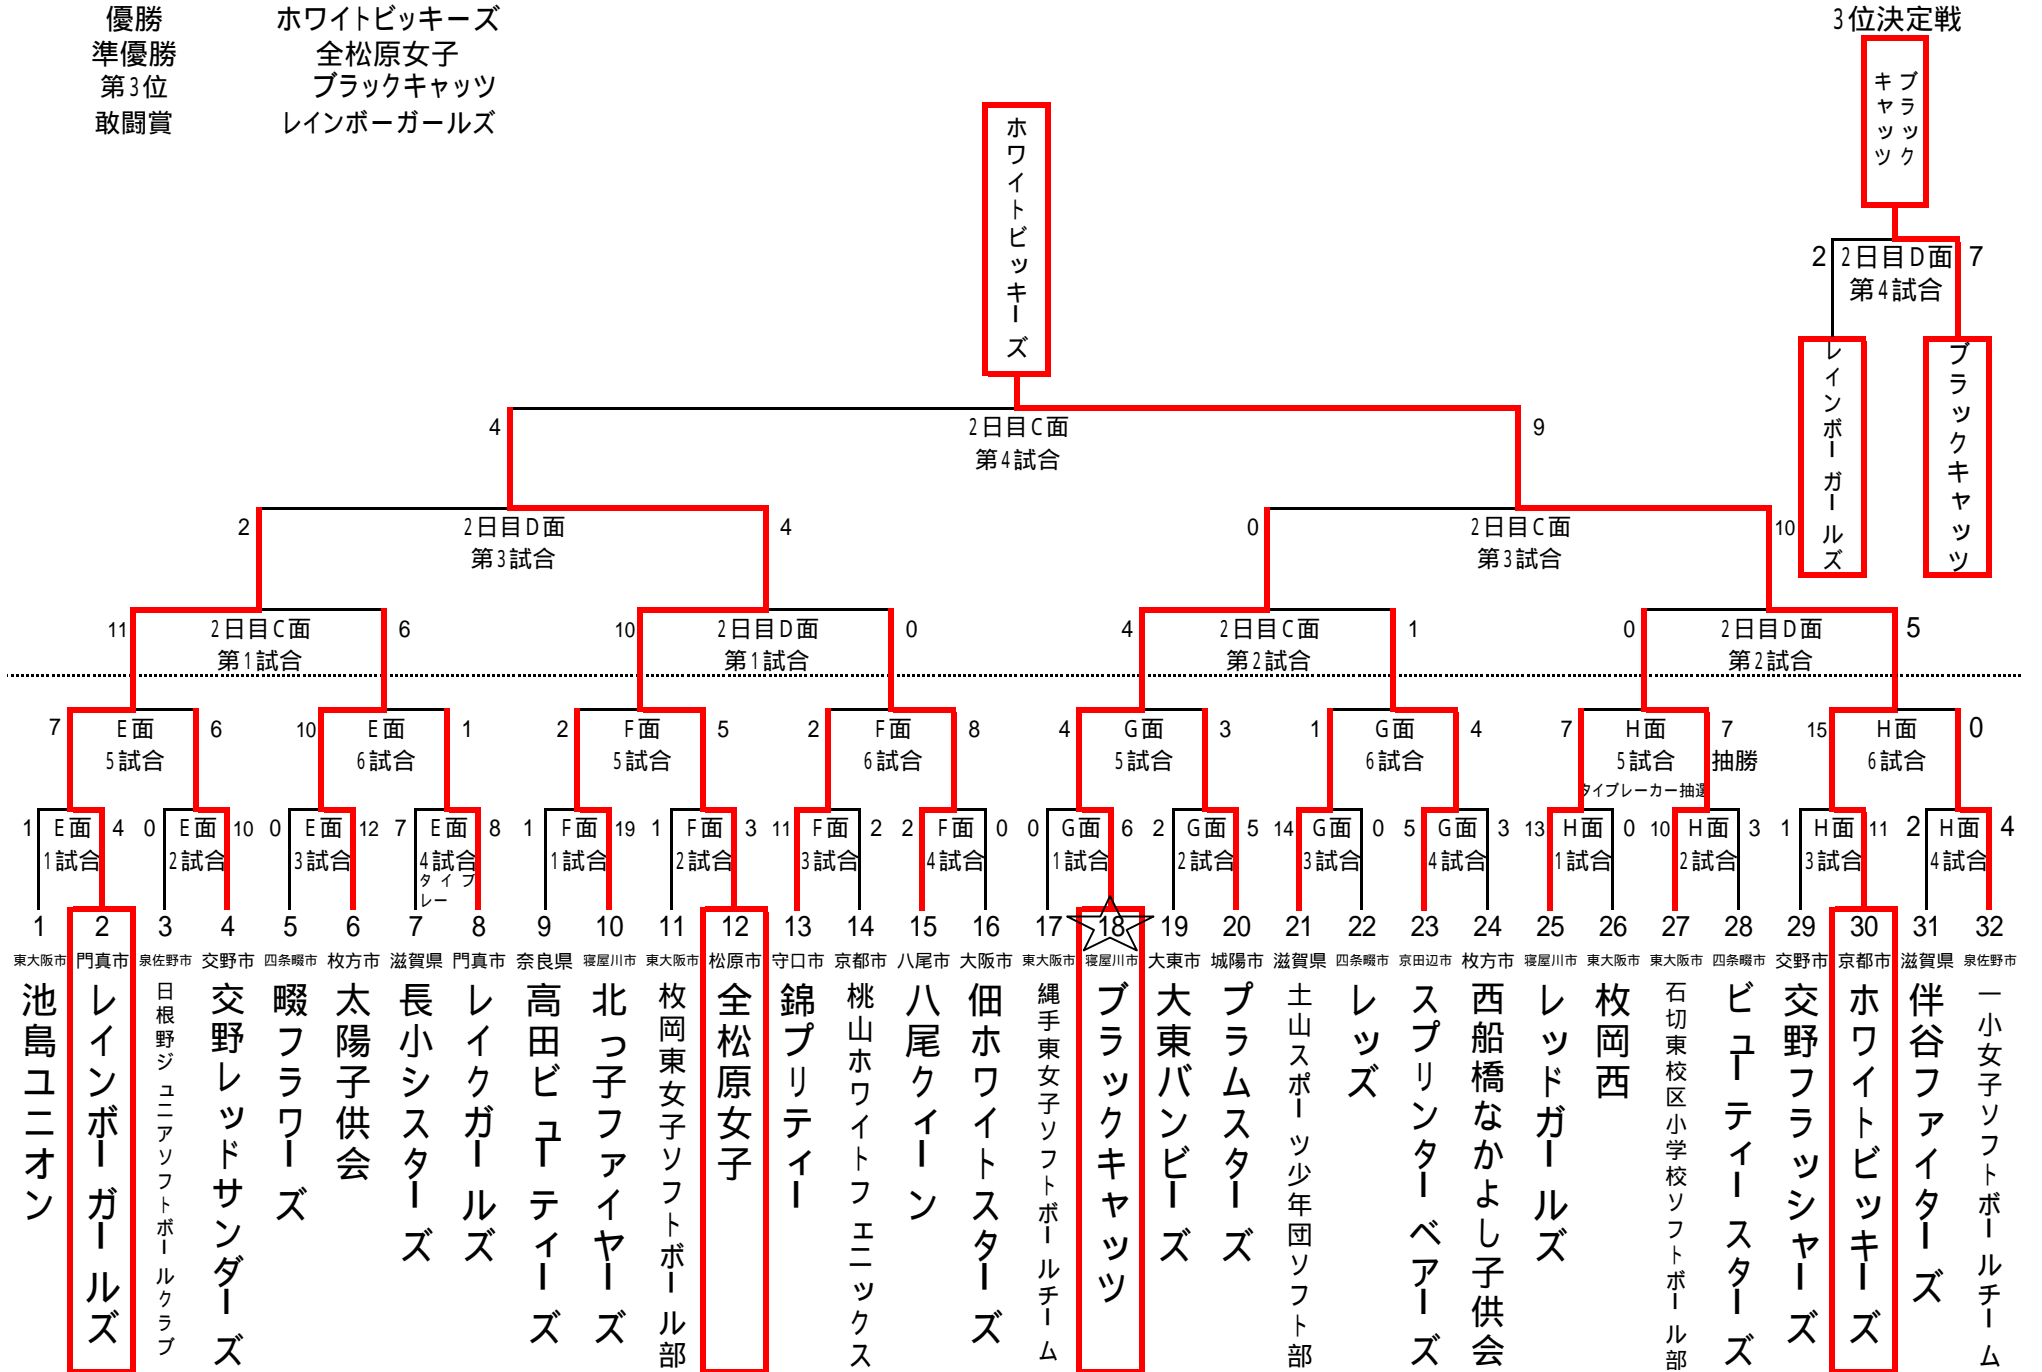 優勝 ホワイトビッキーズ
準優勝 全松原女子
第3位 ブラックキャッツ
敢闘賞 レインボーガールズ
3位決定戦
ブラック
キャッツ
ホワイトビッキーズ
2 2日目D面 7
第4試合
レインボーガールズ
ブラックキャッツ
4 2日目C面 9
第4試合
2 2日目D面 4
第3試合
0 2日目C面 10
第3試合
11 2日目C面 6
第1試合
10 2日目D面 0
第1試合
4 2日目C面 1
第2試合
0 2日目D面 5
第2試合
7 E面 6
5試合
10 E面 1
6試合
2 F面 5
5試合
2 F面 8
6試合
4 G面 3
5試合
1 G面 4
6試合
7 H面 7
5試合 抽勝
タイブレーカー抽選
15 H面 0
6試合
1 E面 4
1試合
0 E面 10
2試合
0 E面 12
3試合
7 E面 8
4試合
タイブ
レー
1 F面 19
1試合
1 F面 3
2試合
11 F面 2
3試合
2 F面 0
4試合
0 G面 6
1試合
2 G面 5
2試合
14 G面 0
3試合
5 G面 3
4試合
13 H面 0
1試合
10 H面 3
2試合
1 H面 11
3試合
2 H面 4
4試合
1 2 3 4 5 6 7 8 9 10 11 12 13 14 15 16 17 18 19 20 21 22 23 24 25 26 27 28 29 30 31 32
東大阪市 門真市 泉佐野市 交野市 四条畷市 枚方市 滋賀県 門真市 奈良県 寝屋川市 東大阪市 松原市 守口市 京都市 八尾市 大阪市 東大阪市 寝屋川市 大東市 城陽市 滋賀県 四条畷市 京田辺市 枚方市 寝屋川市 東大阪市 東大阪市 四条畷市 交野市 京都市 滋賀県 泉佐野市
池島ユニオン
レインボーガールズ
日根野ジュニアソフトボールクラブ
交野レッドサンダーズ
畷フラワーズ
太陽子供会
長小シスターズ
レイクガールズ
高田ビューティーズ
北っ子ファイヤーズ
枚岡東女子ソフトボール部
全松原女子
錦プリティー
桃山ホワイトフェニックス
八尾クィーン
佃ホワイトスターズ
縄手東女子ソフトボールチーム
ブラックキャッツ
大東バンビーズ
プラムスターズ
土山スポーツ少年団ソフト部
レッズ
スプリンターベアーズ
西船橋なかよし子供会
レッドガールズ
枚岡西
石切東校区小学校ソフトボール部
ビューティースターズ
交野フラッシャーズ
ホワイトビッキーズ
伴谷ファイターズ
一小女子ソフトボールチーム